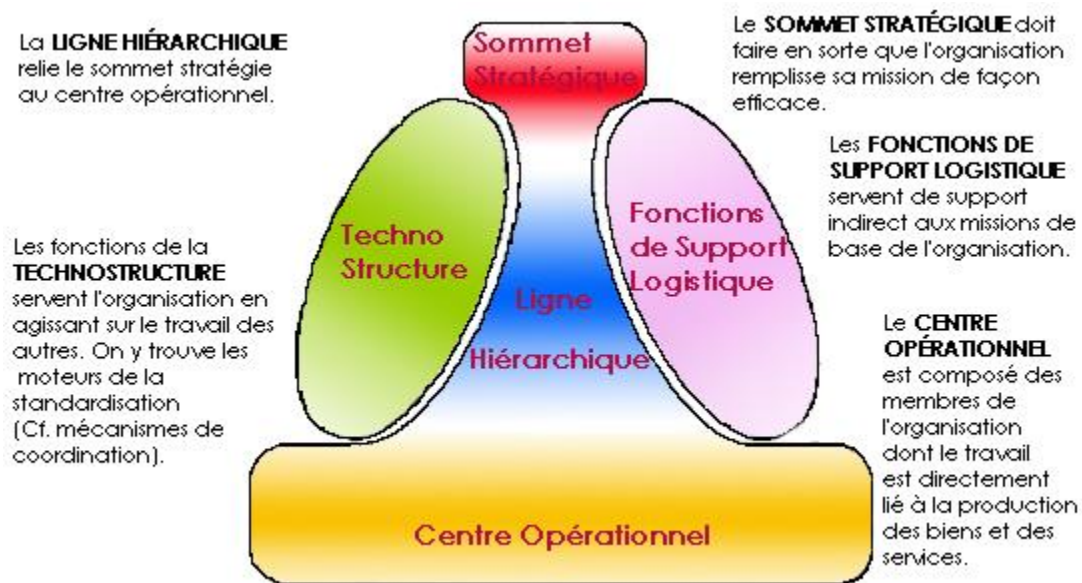 La LIGNE HIÉRARCHIQUE
relie le sommet stratégie
au centre opérationnel.
Sommet
Stratégique
Le SOMMET STRATÉGIQUE doit
faire en sorte que l'organisation
remplisse sa mission de façon
efficace.
Les FONCTIONS DE
SUPPORT LOGISTIQUE
servent de support
indirect aux missions de
base de l'organisation.
Les fonctions de la
TECHNOSTRUCTURE
servent l'organisation en
agissant sur le travail des
autres. On y trouve les
moteurs de la
standardisation
(Cf. mécanismes de
coordination).
Techno
Structure
Fonctions
de Support
Logistique
Ligne
Hiérarchique
Le CENTRE
OPÉRATIONNEL
est composé des
membres de
l'organisation
dont le travail
est directement
lié à la production
des biens et des
services.
Centre Opérationnel